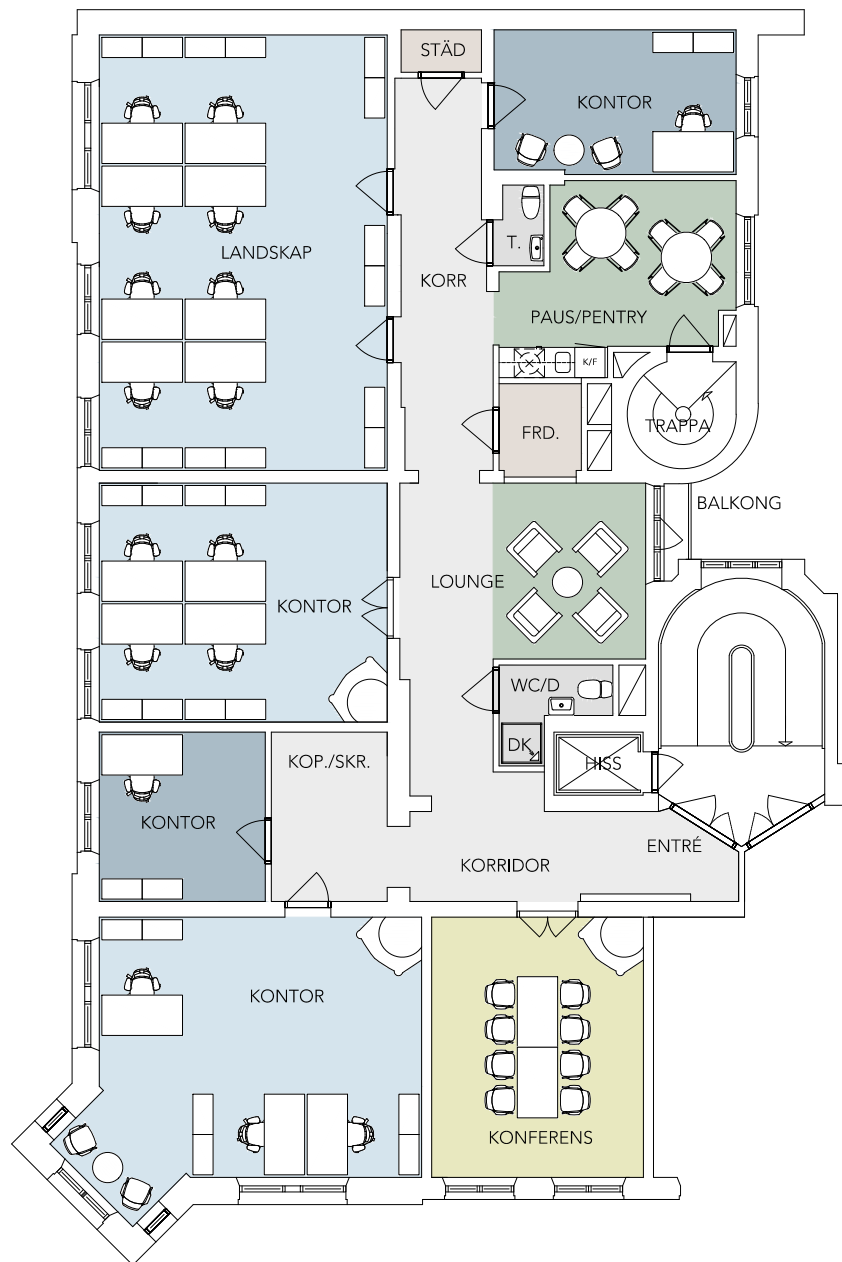 STÄD
KONTOR
LANDSKAP
T.
KORR
PAUS/PENTRY
K/F
FRD.
TRAPPA
BALKONG
LOUNGE
KONTOR
WC/D
DK
HISS
KOP./SKR.
KONTOR
ENTRÉ
KORRIDOR
KONTOR
KONFERENS